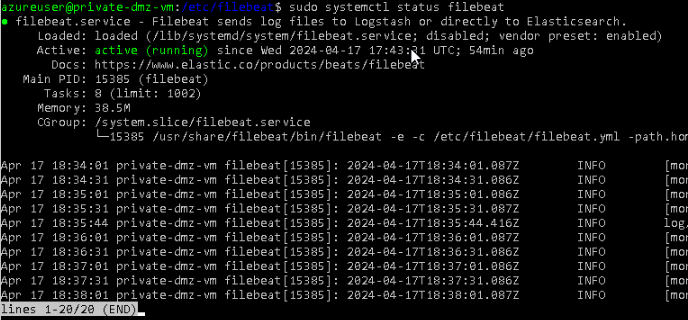 azureuser@private-dmz-vm:/etc/filebeat$ sudo systemctl status filebeat
● filebeat.service - Filebeat sends log files to Logstash or directly to Elasticsearch.
Loaded: loaded (/lib/systemd/system/filebeat.service; disabled; vendor preset: enabled)
Active: active (running) since Wed 2024-04-17 17:43:31 UTC; 54min ago
Docs: https://www.elastic.co/products/beats/filebeat
Main PID: 15385 (filebeat)
Tasks: 8 (limit: 1002)
Memory: 38.5M
CGroup: /system.slice/filebeat.service
└─15385 /usr/share/filebeat/bin/filebeat -e -c /etc/filebeat/filebeat.yml -path.hom
Apr 17 18:34:01 private-dmz-vm filebeat[15385]: 2024-04-17T18:34:01.087Z INFO [mon
Apr 17 18:34:31 private-dmz-vm filebeat[15385]: 2024-04-17T18:34:31.086Z INFO [mon
Apr 17 18:35:01 private-dmz-vm filebeat[15385]: 2024-04-17T18:35:01.086Z INFO [mon
Apr 17 18:35:31 private-dmz-vm filebeat[15385]: 2024-04-17T18:35:31.087Z INFO [mon
Apr 17 18:35:44 private-dmz-vm filebeat[15385]: 2024-04-17T18:35:44.416Z INFO log/
Apr 17 18:36:01 private-dmz-vm filebeat[15385]: 2024-04-17T18:36:01.087Z INFO [mon
Apr 17 18:36:31 private-dmz-vm filebeat[15385]: 2024-04-17T18:36:31.086Z INFO [mon
Apr 17 18:37:01 private-dmz-vm filebeat[15385]: 2024-04-17T18:37:01.086Z INFO [mon
Apr 17 18:37:31 private-dmz-vm filebeat[15385]: 2024-04-17T18:37:31.087Z INFO [mon
Apr 17 18:38:01 private-dmz-vm filebeat[15385]: 2024-04-17T18:38:01.087Z INFO [mon
lines 1-20/20 (END)